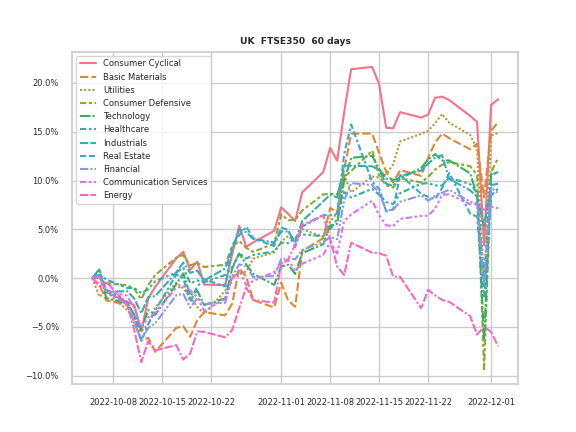 UK FTSE350 60 days
Consumer Cyclical
Basic Materials
Utilities
Consumer Defensive
Technology
Healthcare
Industrials
Real Estate
Financial
Communication Services
Energy
20.0%
15.0%
10.0%
5.0%
0.0%
−5.0%
−10.0%
2022-10-08 2022-10-15 2022-10-22 2022-11-01 2022-11-08 2022-11-15 2022-11-22 2022-12-01